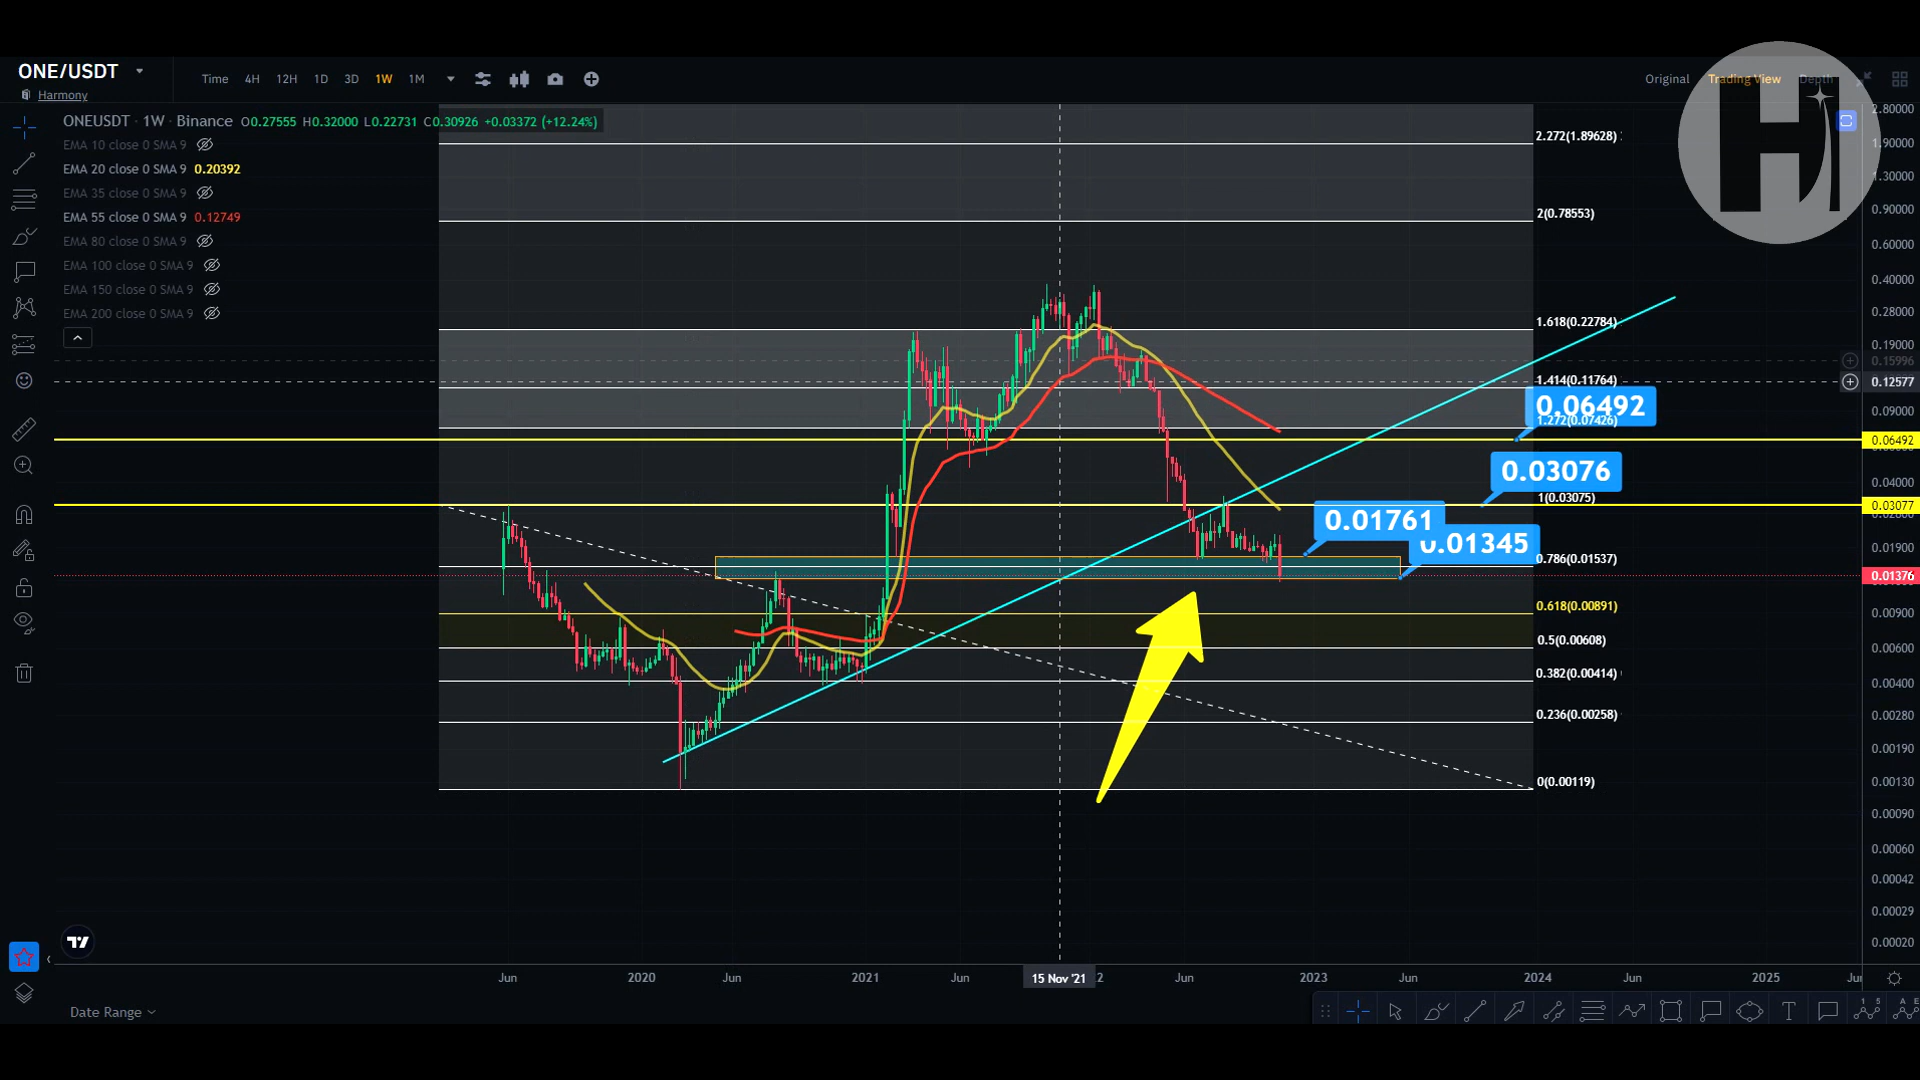 ONE/USDT
Harmony
Time 4H 12H 1D 3D 1W 1M
Original Trading View Depth
ONEUSDT · 1W · Binance O0.27555 H0.32000 L0.22731 C0.30926 +0.03372 (+12.24%)
EMA 10 close 0 SMA 9
EMA 20 close 0 SMA 9 0.20392
EMA 35 close 0 SMA 9
EMA 55 close 0 SMA 9 0.12749
EMA 80 close 0 SMA 9
EMA 100 close 0 SMA 9
EMA 150 close 0 SMA 9
EMA 200 close 0 SMA 9
2.272(1.89628)
2(0.78553)
1.618(0.22784)
1.414(0.11764)
0.06492
1.272(0.07426)
0.03076
1(0.03075)
0.01761
0.01345
0.786(0.01537)
0.618(0.00891)
0.5(0.00608)
0.382(0.00414)
0.236(0.00258)
0(0.00119)
2.80000
1.90000
1.30000
0.90000
0.60000
0.40000
0.28000
0.19000
0.15996
0.12577
0.09000
0.06492
0.04000
0.03077
0.01900
0.01376
0.00900
0.00600
0.00400
0.00280
0.00190
0.00130
0.00090
0.00060
0.00042
0.00029
0.00020
Jun 2020 Jun 2021 Jun 15 Nov '21 2 Jun 2023 Jun 2024 Jun 2025 Jun
Date Range
H